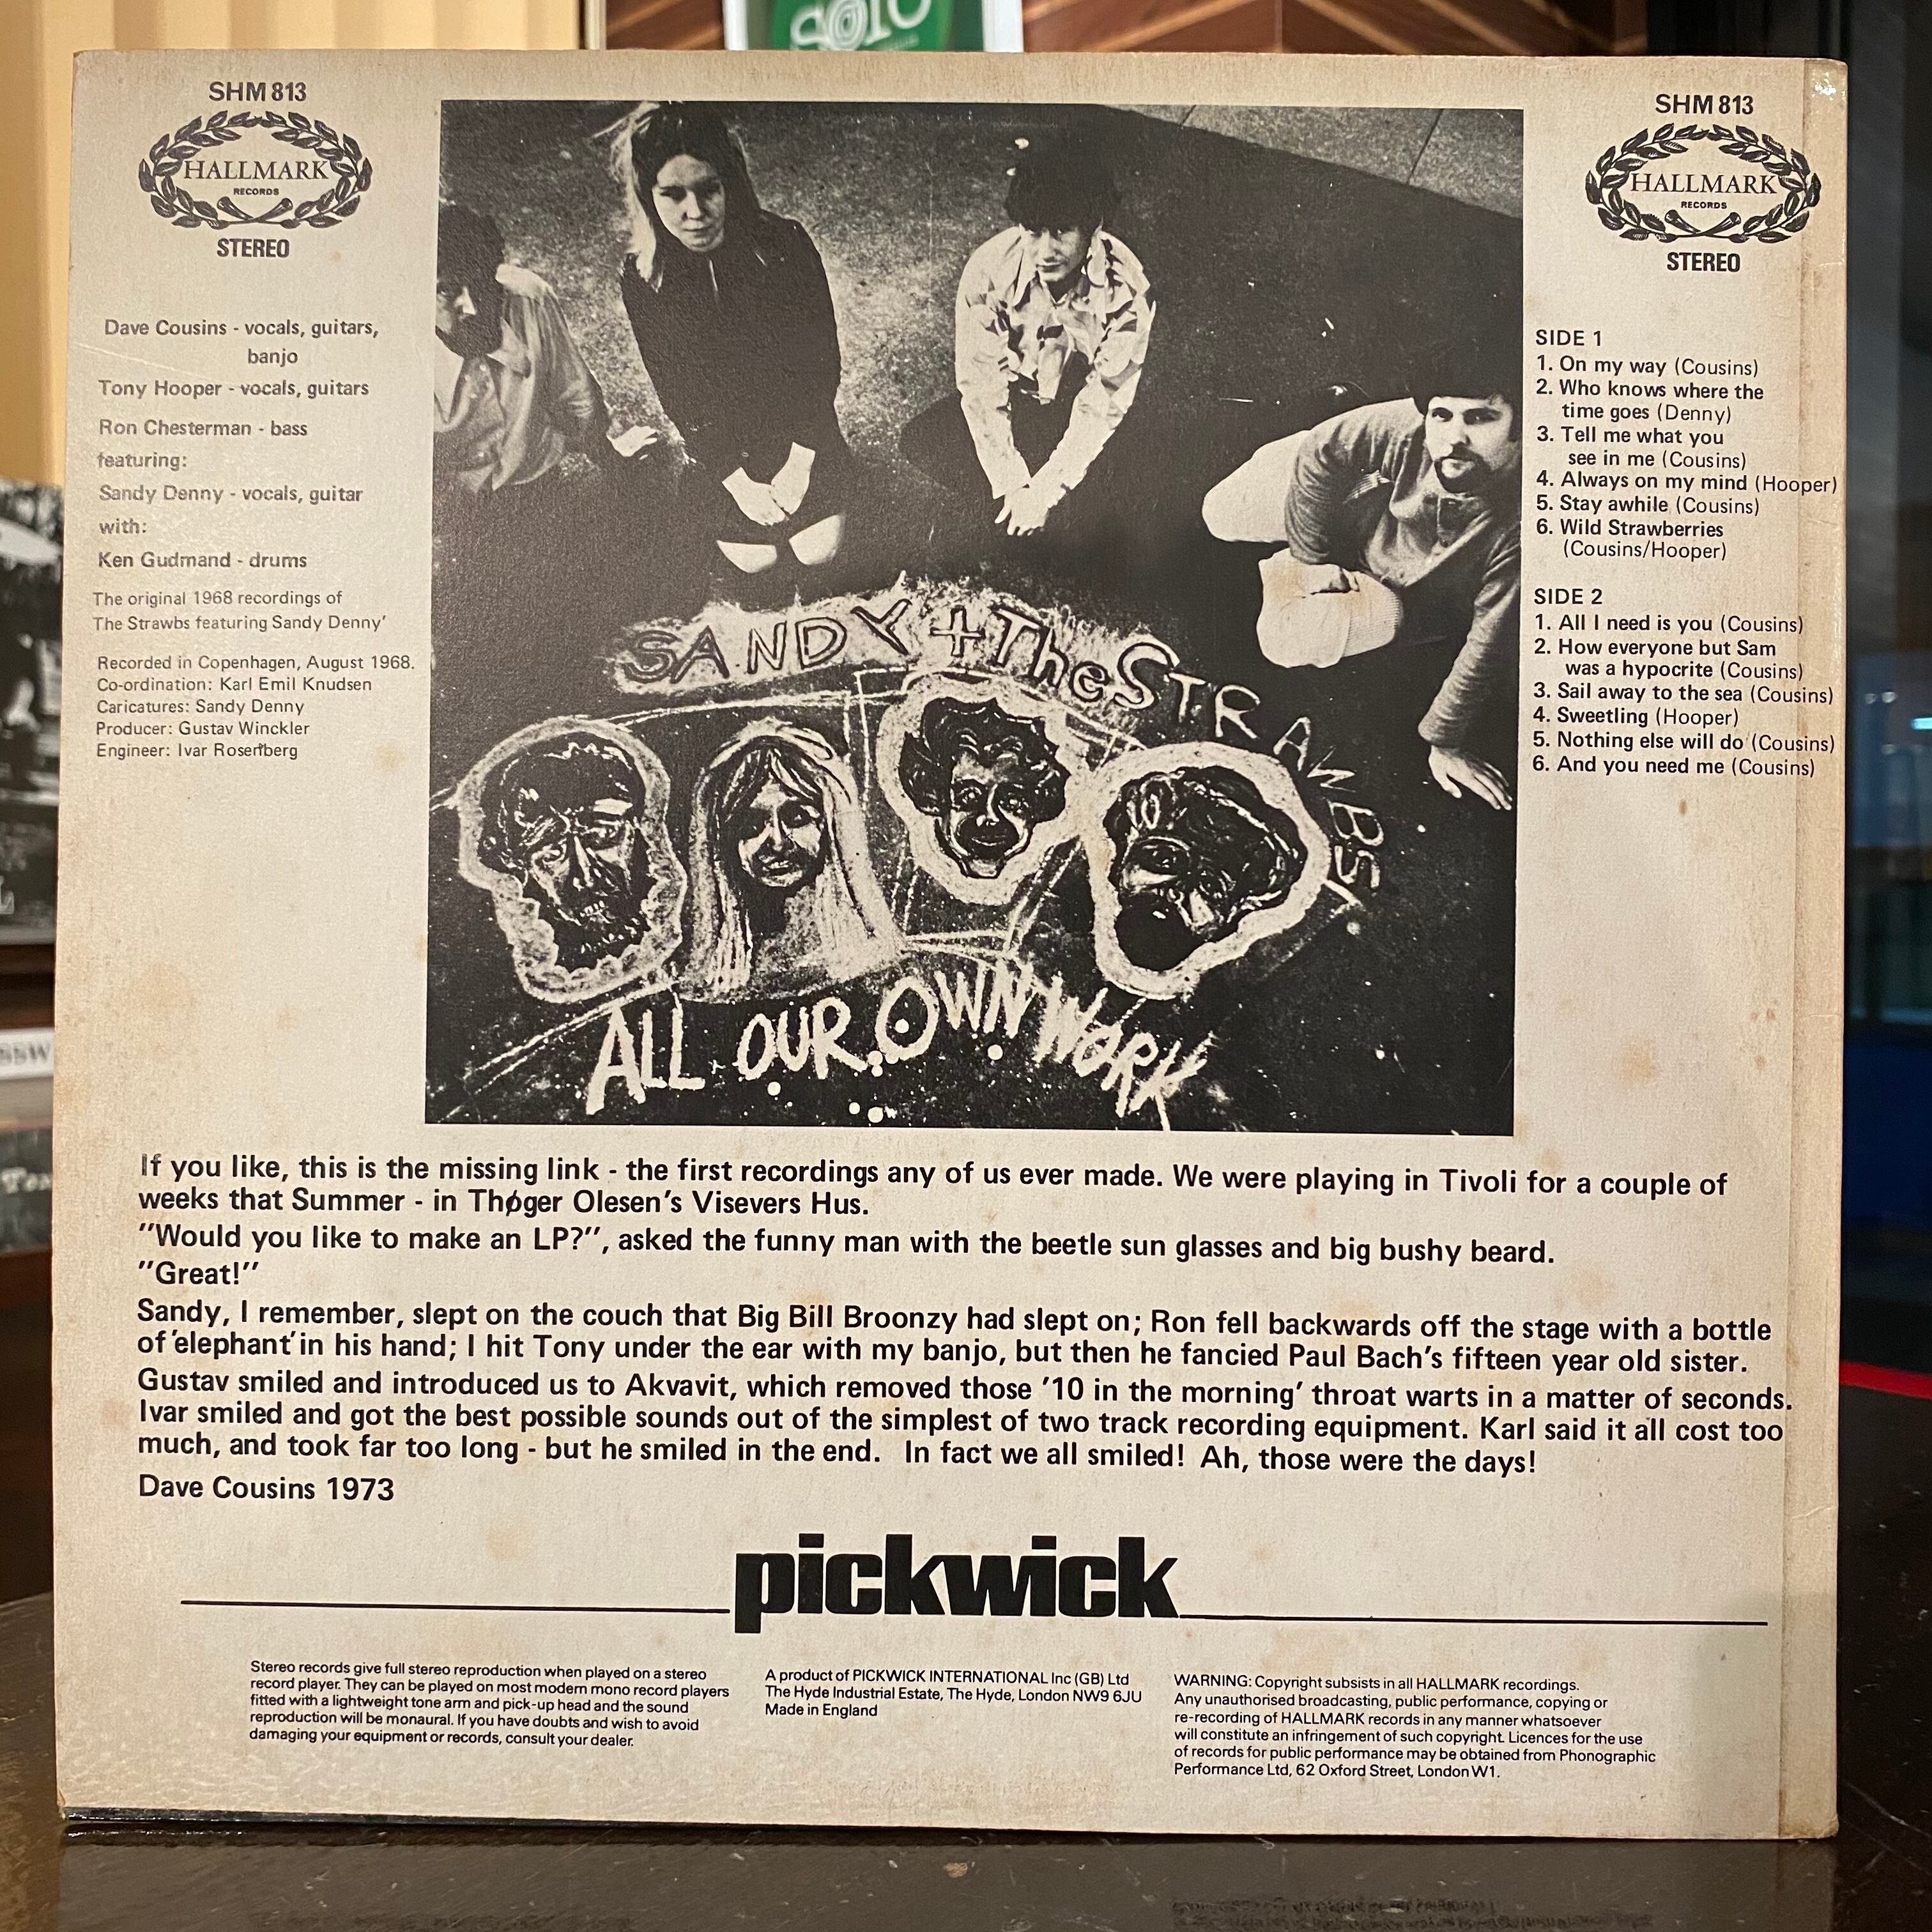 Solo
SHM 813
HALLMARK
RECORDS
STEREO
Dave Cousins - vocals, guitars,
banjo
Tony Hooper - vocals, guitars
Ron Chesterman - bass
featuring:
Sandy Denny - vocals, guitar
with:
Ken Gudmand - drums
The original 1968 recordings of
The Strawbs featuring Sandy Denny'
Recorded in Copenhagen, August 1968.
Co-ordination: Karl Emil Knudsen
Caricatures: Sandy Denny
Producer: Gustav Winckler
Engineer: Ivar Rosenberg
SANDY + The STRAWBS
ALL OUR OWN WORK
SHM 813
HALLMARK
RECORDS
STEREO
SIDE 1
1. On my way (Cousins)
2. Who knows where the
time goes (Denny)
3. Tell me what you
see in me (Cousins)
4. Always on my mind (Hooper)
5. Stay awhile (Cousins)
6. Wild Strawberries
(Cousins/Hooper)
SIDE 2
1. All I need is you (Cousins)
2. How everyone but Sam
was a hypocrite (Cousins)
3. Sail away to the sea (Cousins)
4. Sweetling (Hooper)
5. Nothing else will do (Cousins)
6. And you need me (Cousins)
If you like, this is the missing link - the first recordings any of us ever made. We were playing in Tivoli for a couple of
weeks that Summer - in Thøger Olesen's Visevers Hus.
"Would you like to make an LP?", asked the funny man with the beetle sun glasses and big bushy beard.
"Great!"
Sandy, I remember, slept on the couch that Big Bill Broonzy had slept on; Ron fell backwards off the stage with a bottle
of 'elephant' in his hand; I hit Tony under the ear with my banjo, but then he fancied Paul Bach's fifteen year old sister.
Gustav smiled and introduced us to Akvavit, which removed those '10 in the morning' throat warts in a matter of seconds.
Ivar smiled and got the best possible sounds out of the simplest of two track recording equipment. Karl said it all cost too
much, and took far too long - but he smiled in the end. In fact we all smiled! Ah, those were the days!
Dave Cousins 1973
pickwick
Stereo records give full stereo reproduction when played on a stereo
record player. They can be played on most modern mono record players
fitted with a lightweight tone arm and pick-up head and the sound
reproduction will be monaural. If you have doubts and wish to avoid
damaging your equipment or records, consult your dealer.
A product of PICKWICK INTERNATIONAL Inc (GB) Ltd
The Hyde Industrial Estate, The Hyde, London NW9 6JU
Made in England
WARNING: Copyright subsists in all HALLMARK recordings.
Any unauthorised broadcasting, public performance, copying or
re-recording of HALLMARK records in any manner whatsoever
will constitute an infringement of such copyright. Licences for the use
of records for public performance may be obtained from Phonographic
Performance Ltd, 62 Oxford Street, London W1.